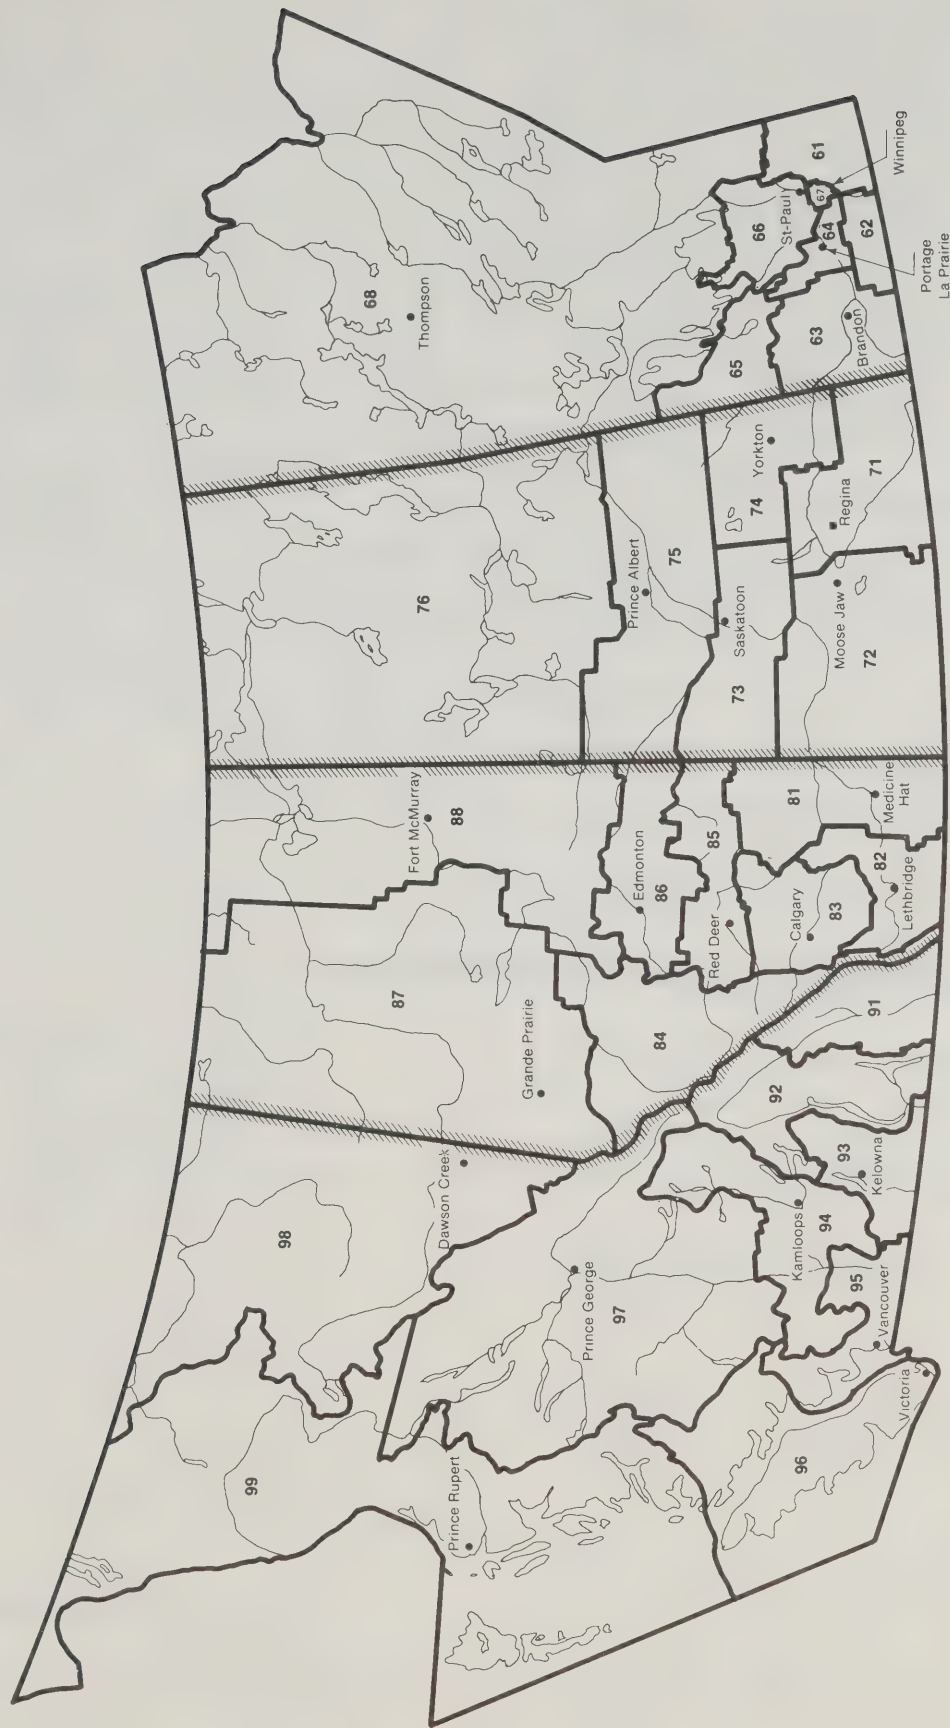 99
98
Prince Rupert
Dawson Creek
Prince George
97
96
Victoria
Vancouver
95
94
Kamloops
93
Kelowna
92
91
87
Grande Prairie
84
88
Fort McMurray
Edmonton
86
85
Red Deer
Calgary
83
82
Lethbridge
81
Medicine
Hat
76
Prince Albert
75
Saskatoon
73
74
Yorkton
Regina
71
Moose Jaw
72
68
Thompson
65
66
St-Paul
67
64
63
Brandon
62
61
Winnipeg
Portage
La Prairie